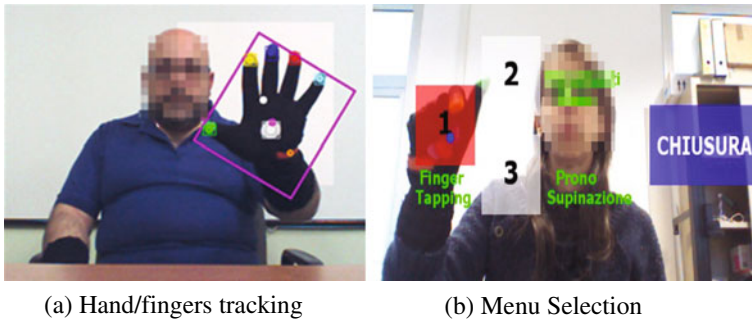 2
1
CHIUSURA
3
Finger
Tapping
Prono
Supinazione
(a) Hand/fingers tracking
(b) Menu Selection